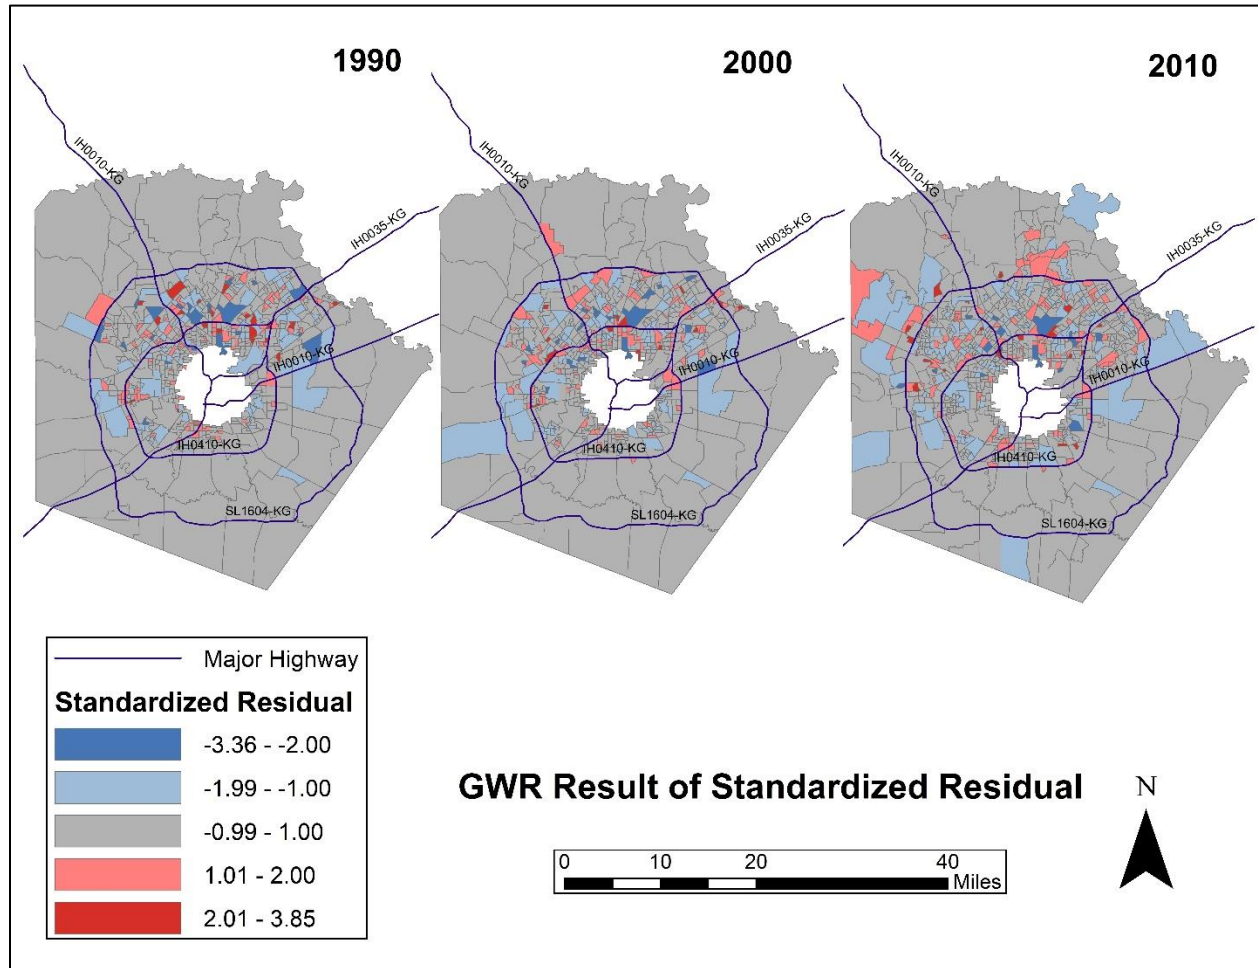 1990
2000
2010
IH0010-KG
IH0035-KG
IH0010-KG
IH0410-KG
SL1604-KG
IH0010-KG
IH0035-KG
IH0010-KG
IH0410-KG
SL1604-KG
IH0010-KG
IH0035-KG
IH0010-KG
IH0410-KG
SL1604-KG
Major Highway
Standardized Residual
-3.36 - -2.00
-1.99 - -1.00
-0.99 - 1.00
1.01 - 2.00
2.01 - 3.85
GWR Result of Standardized Residual
N
0 10 20 40
Miles